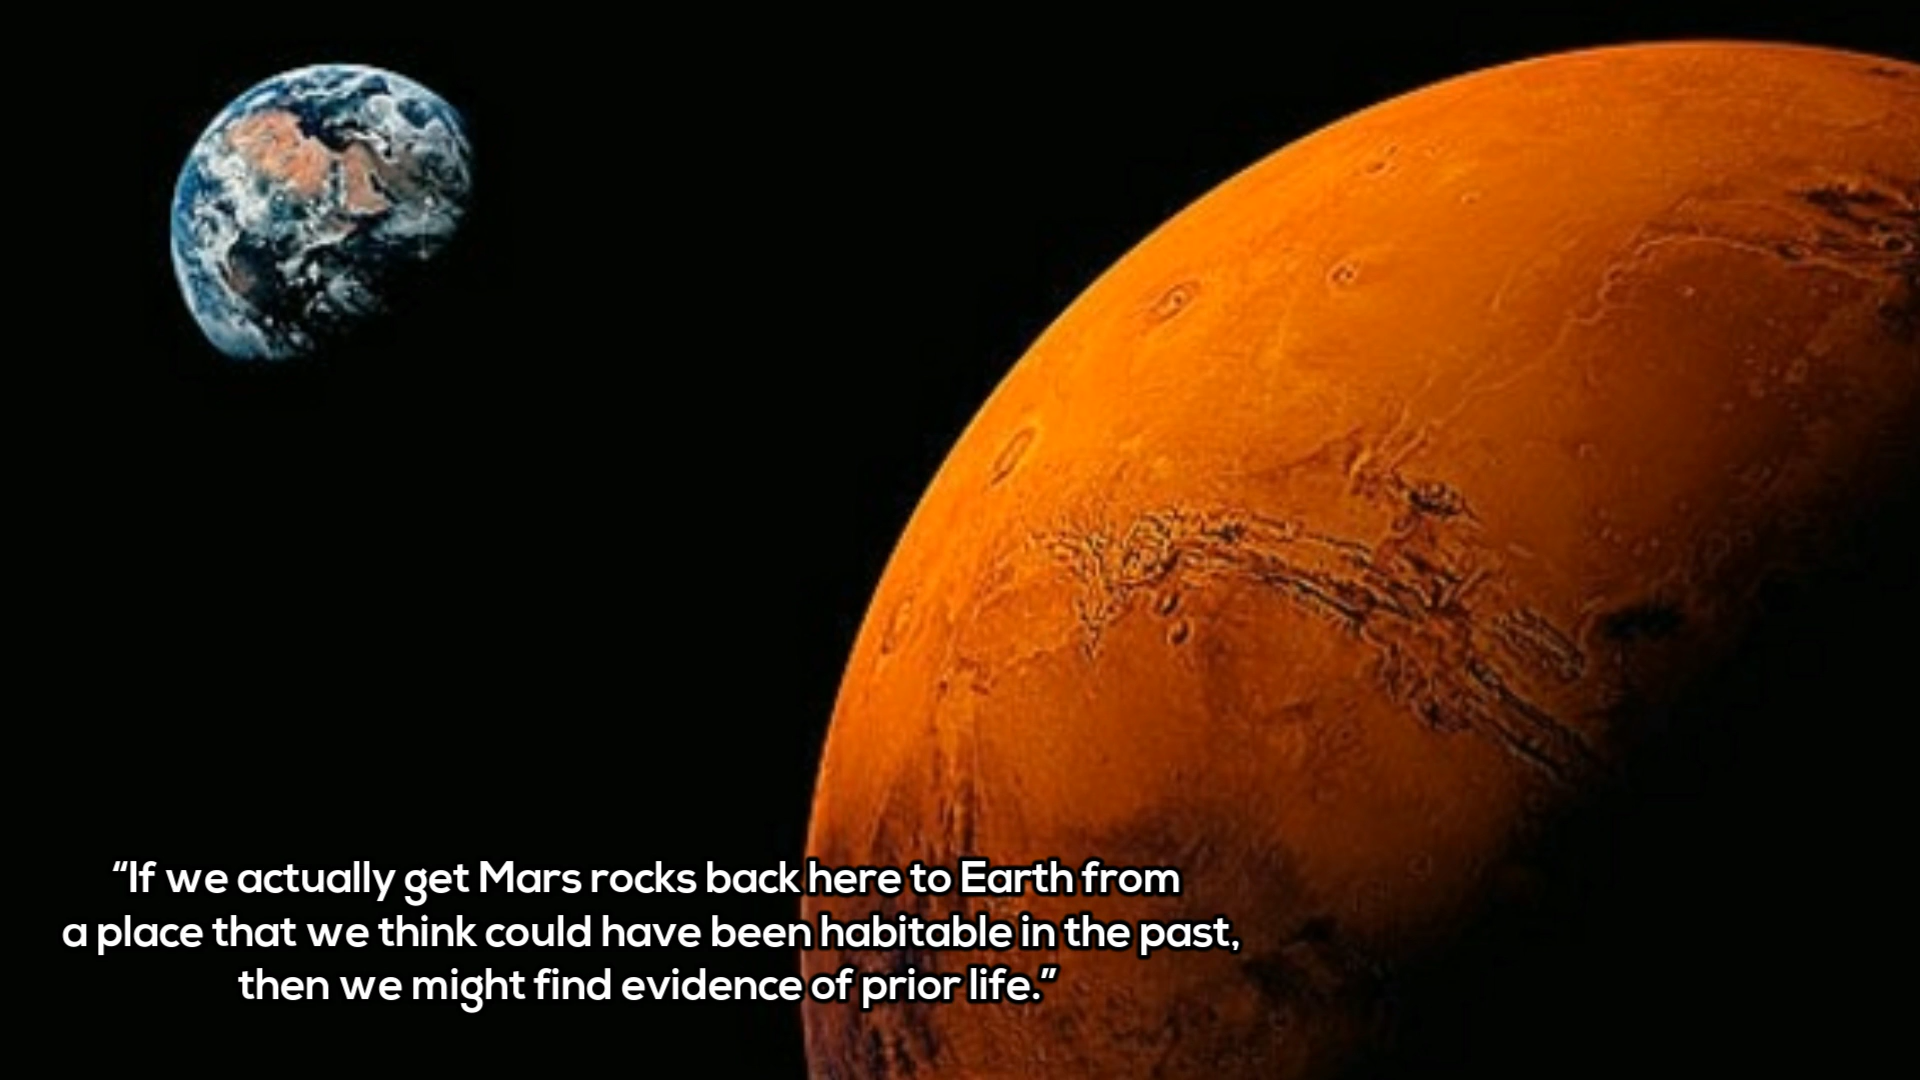 “If we actually get Mars rocks back here to Earth from
a place that we think could have been habitable in the past,
then we might find evidence of prior life.”